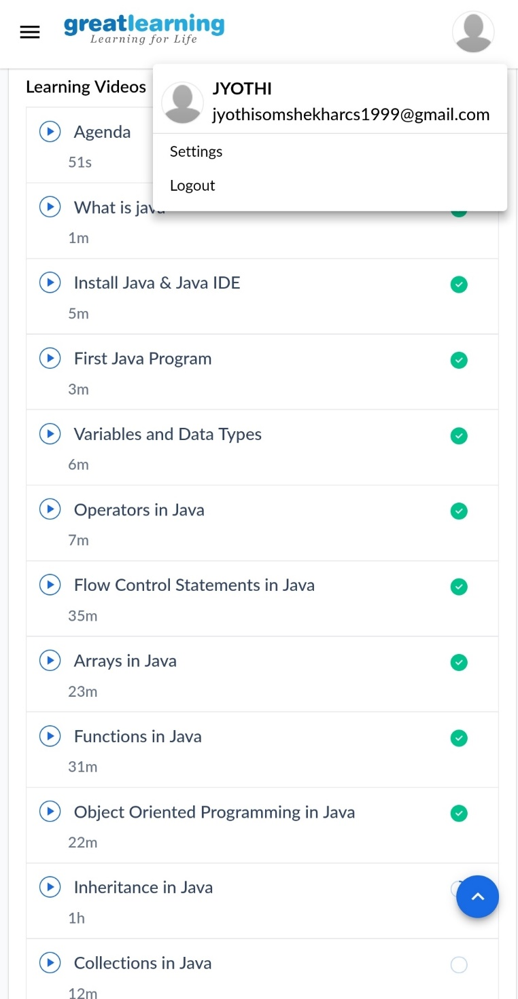 greatlearning
Learning for Life
Learning Videos
JYOTHI
jyothisomshekharcs1999@gmail.com
Settings
Logout
Agenda
51s
What is java
1m
Install Java & Java IDE
5m
First Java Program
3m
Variables and Data Types
6m
Operators in Java
7m
Flow Control Statements in Java
35m
Arrays in Java
23m
Functions in Java
31m
Object Oriented Programming in Java
22m
Inheritance in Java
1h
Collections in Java
12m